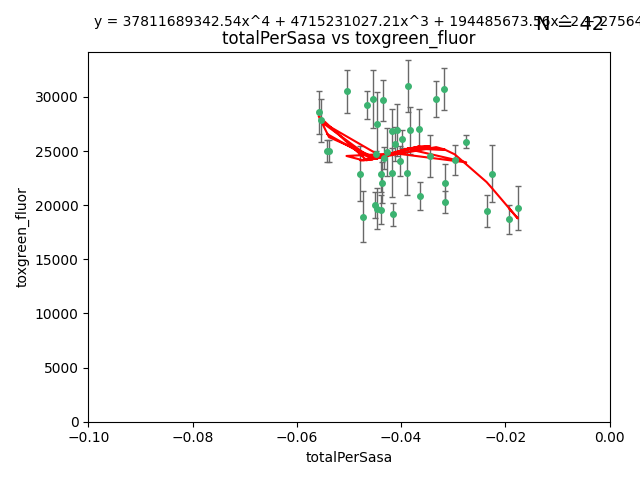 y = 37811689342.54x^4 + 4715231027.21x^3 + 194485673.56x^2 + 27564
N = 42
totalPerSasa vs toxgreen_fluor
30000
25000
20000
15000
10000
5000
0
toxgreen_fluor
−0.10 −0.08 −0.06 −0.04 −0.02 0.00
totalPerSasa